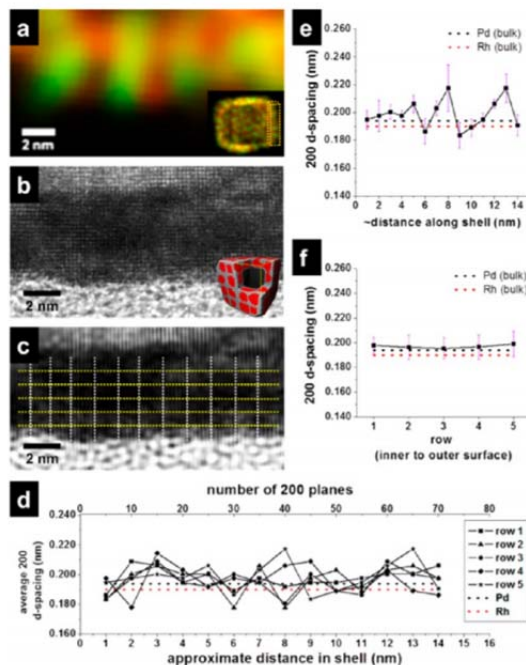 a
2 nm
b
2 nm
c
2 nm
e
Pd (bulk)
Rh (bulk)
200 d-spacing (nm)
0.260
0.240
0.220
0.200
0.180
0.160
0.140
2 4 6 8 10 12 14
~distance along shell (nm)
f
Pd (bulk)
Rh (bulk)
200 d-spacing (nm)
0.260
0.240
0.220
0.200
0.180
0.160
0.140
1 2 3 4 5
row
(inner to outer surface)
d
number of 200 planes
0 10 20 30 40 50 60 70 80
average 200
d-spacing (nm)
0.240
0.220
0.200
0.180
0.160
0 1 2 3 4 5 6 7 8 9 10 11 12 13 14 15 16
approximate distance in shell (nm)
row 1
row 2
row 3
row 4
row 5
Pd
Rh